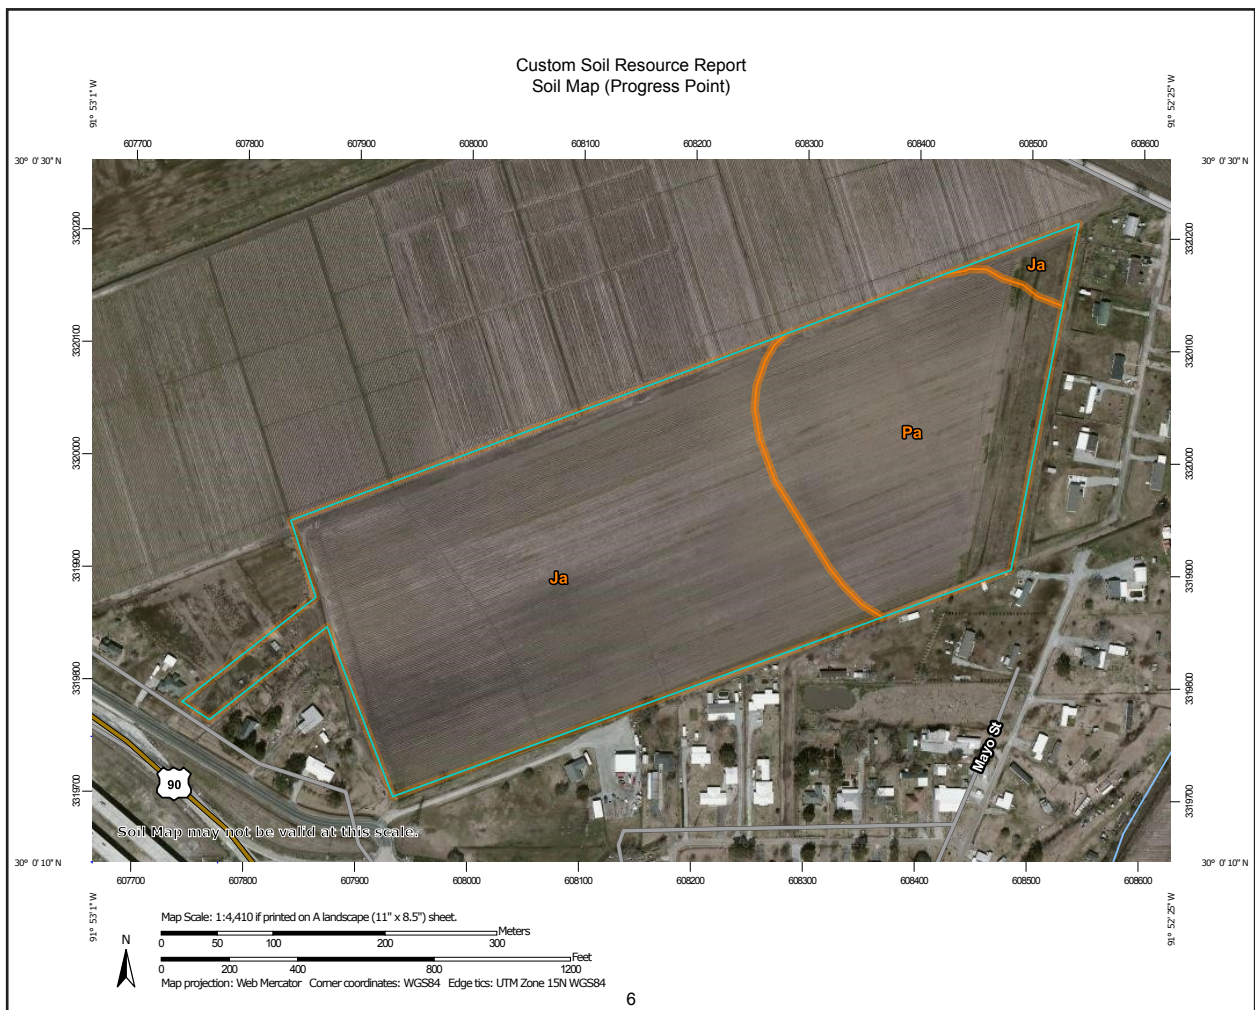 Custom Soil Resource Report
Soil Map (Progress Point)
91° 53' 1'' W
91° 52' 25'' W
607700 607800 607900 608000 608100 608200 608300 608400 608500 608600
30° 0' 30'' N
30° 0' 30'' N
3320200
3320100
3320000
3319900
3319800
3319700
3320200
3320100
3320000
3319900
3319800
3319700
Ja
Pa
Ja
Mayo St
90
Soil Map may not be valid at this scale.
30° 0' 10'' N
30° 0' 10'' N
607700 607800 607900 608000 608100 608200 608300 608400 608500 608600
91° 53' 1'' W
91° 52' 25'' W
N
Map Scale: 1:4,410 if printed on A landscape (11" x 8.5") sheet.
Meters
0 50 100 200 300
Feet
0 200 400 800 1200
Map projection: Web Mercator Corner coordinates: WGS84 Edge tics: UTM Zone 15N WGS84
6